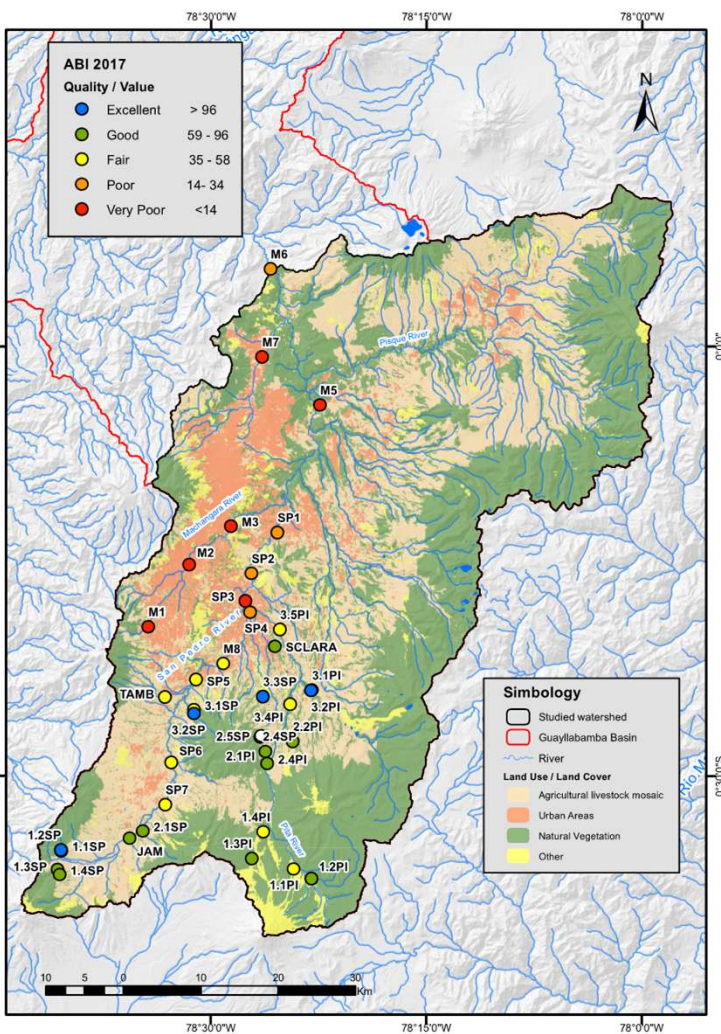 78°30'0"W 78°15'0"W 78°0'0"W
ABI 2017
Quality / Value
Excellent > 96
Good 59 - 96
Fair 35 - 58
Poor 14- 34
Very Poor <14
N
M6
Pisque River
M7
0°0'0"
M5
Machangara River
M3
SP1
M2
SP2
SP3
M1
SP4
3.5PI
San Pedro River
SCLARA
M8
SP5
3.3SP
3.1PI
TAMB
3.1SP
3.4PI
3.2PI
3.2SP
2.5SP
2.4SP
2.2PI
SP6
2.1PI
2.4PI
0°30'0"S
SP7
1.4PI
Pita River
2.1SP
1.2SP
1.1SP
JAM
1.3PI
1.2PI
1.3SP
1.4SP
1.1PI
Simbology
Studied watershed
Guayllabamba Basin
River
Land Use / Land Cover
Agricultural livestock mosaic
Urban Areas
Natural Vegetation
Other
10 5 0 10 20 30
Km
78°30'0"W 78°15'0"W 78°0'0"W